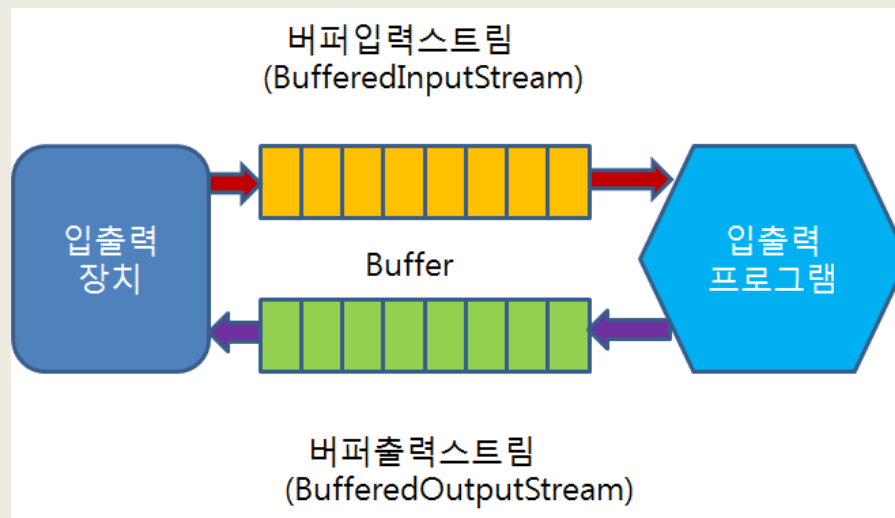 버퍼입력스트림
(BufferedInputStream)
입출력
장치
Buffer
입출력
프로그램
버퍼출력스트림
(BufferedOutputStream)